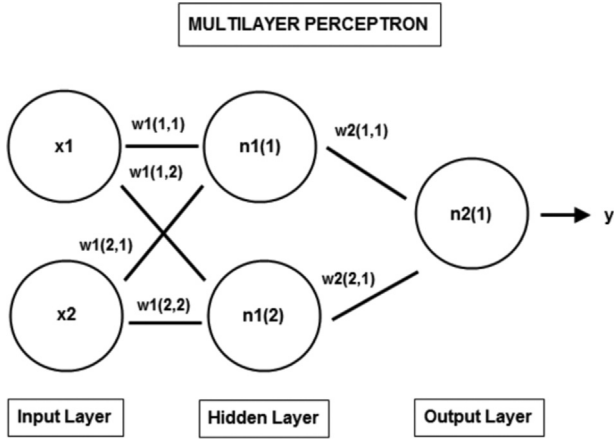 MULTILAYER PERCEPTRON
x1
w1(1,1)
n1(1)
w2(1,1)
w1(1,2)
n2(1)
y
w1(2,1)
x2
w1(2,2)
n1(2)
w2(2,1)
Input Layer
Hidden Layer
Output Layer